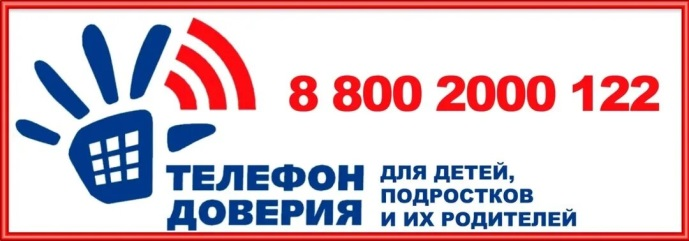 8 800 2000 122
ТЕЛЕФОН
ДОВЕРИЯ
ДЛЯ ДЕТЕЙ,
ПОДРОСТКОВ
И ИХ РОДИТЕЛЕЙ